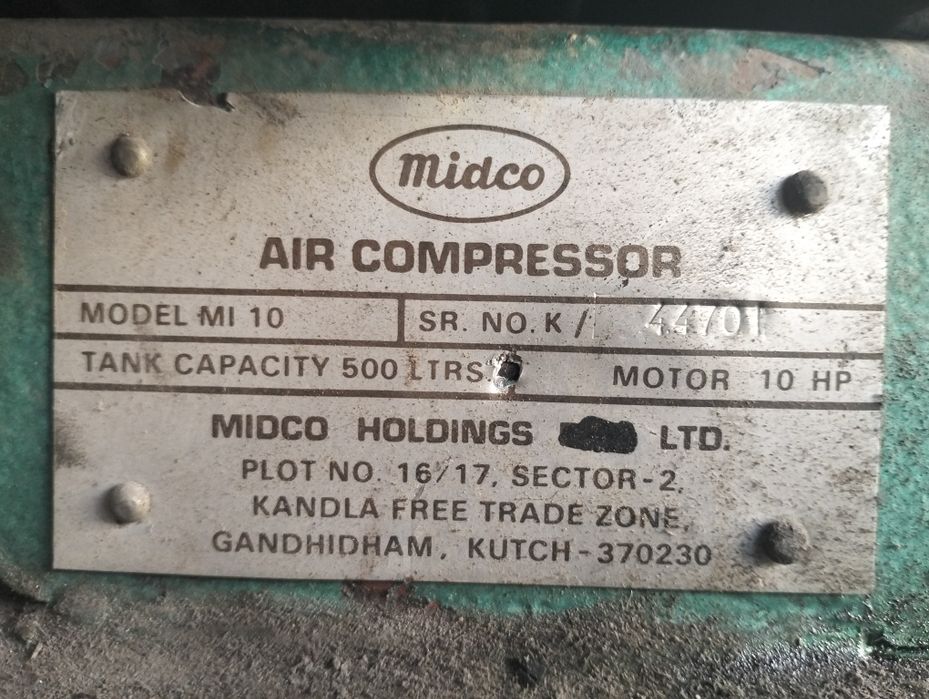 Midco
AIR COMPRESSOR
MODEL MI 10 SR. NO. K/ 44701
TANK CAPACITY 500 LTRS MOTOR 10 HP
MIDCO HOLDINGS LTD.
PLOT NO. 16/17, SECTOR-2,
KANDLA FREE TRADE ZONE,
GANDHIDHAM, KUTCH-370230